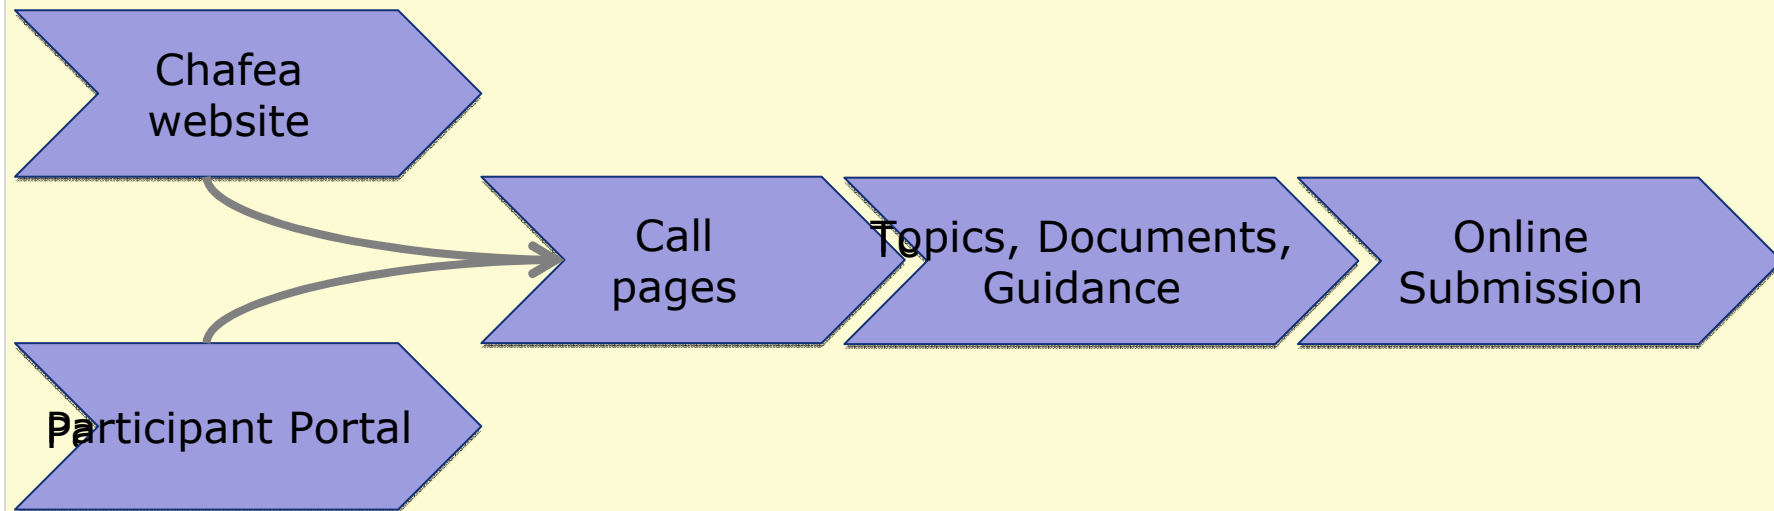 Chafea
website
Call
pages
Topics, Documents,
Guidance
Online
Submission
Participant Portal